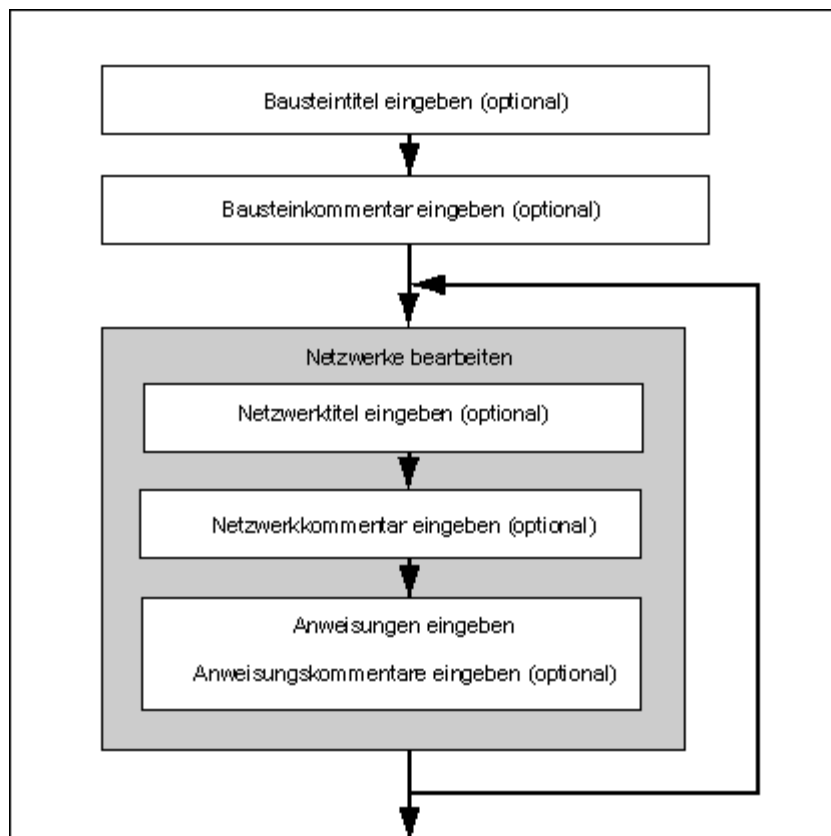 Bausteintitel eingeben (optional)
Bausteinkommentar eingeben (optional)
Netzwerke bearbeiten
Netzwerktitel eingeben (optional)
Netzwerkkommentar eingeben (optional)
Anweisungen eingeben
Anweisungskommentare eingeben (optional)